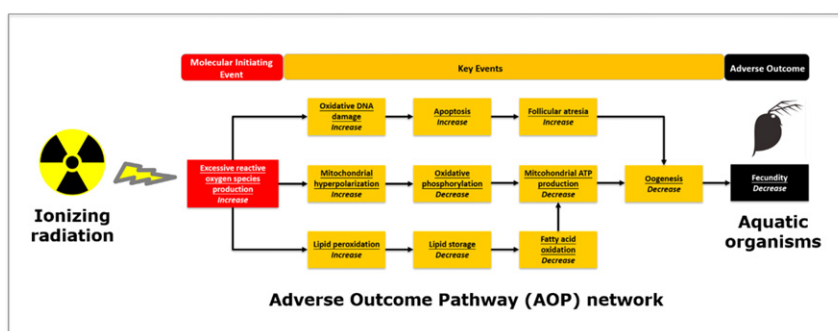 Molecular Initiating
Event
Key Events
Adverse Outcome
Oxidative DNA
damage
Increase
Apoptosis
Increase
Follicular atresia
Increase
Excessive reactive
oxygen species
production
Increase
Mitochondrial
hyperpolarization
Increase
Oxidative
phosphorylation
Decrease
Mitcohondrial ATP
production
Decrease
Oogenesis
Decrease
Fecundity
Decrease
Ionizing
radiation
Aquatic
organisms
Lipid peroxidation
Increase
Lipid storage
Decrease
Fatty acid
oxidation
Decrease
Adverse Outcome Pathway (AOP) network